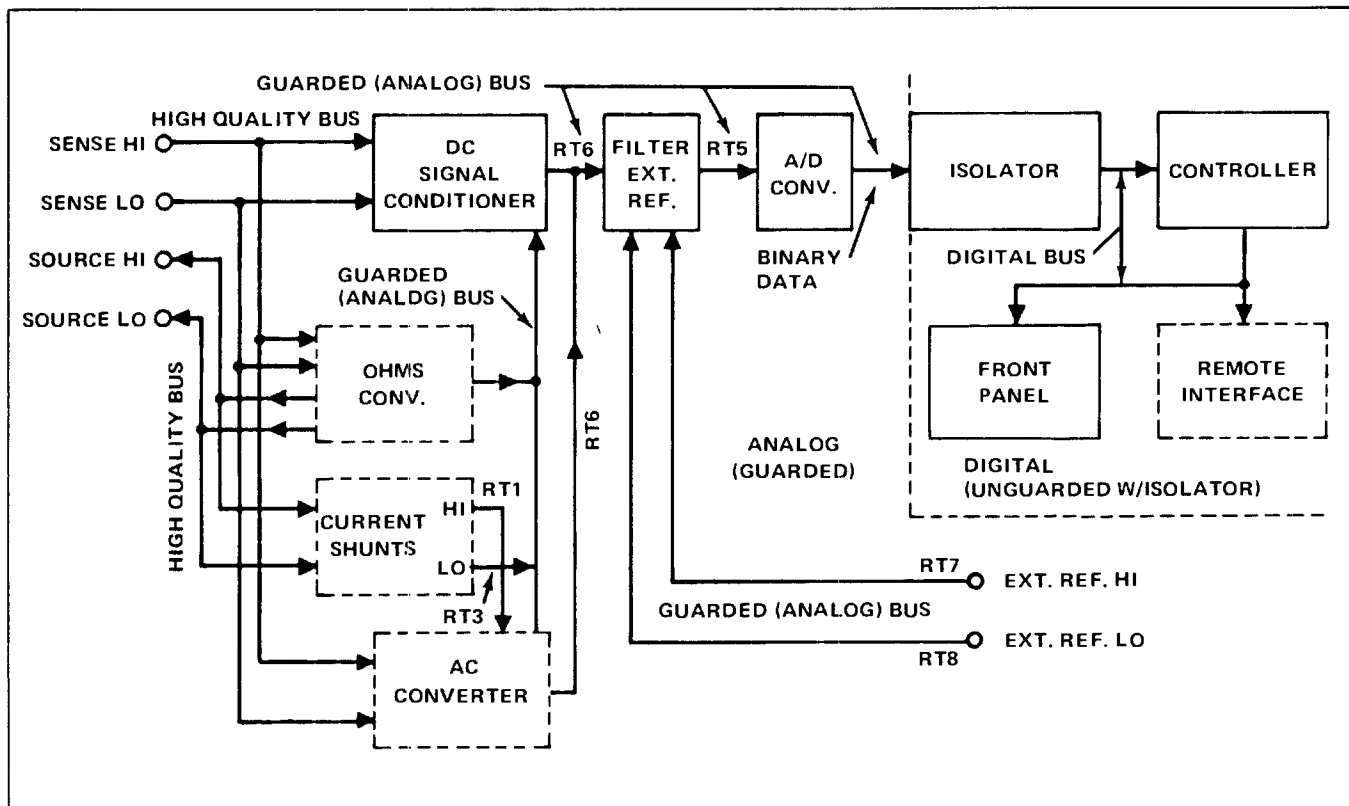 GUARDED (ANALOG) BUS
HIGH QUALITY BUS
SENSE HI
SENSE LO
SOURCE HI
SOURCE LO
DC
SIGNAL
CONDITIONER
RT6
FILTER
EXT.
REF.
RT5
A/D
CONV.
BINARY
DATA
ISOLATOR
CONTROLLER
DIGITAL BUS
GUARDED
(ANALDG) BUS
OHMS
CONV.
HIGH QUALITY BUS
RT6
FRONT
PANEL
REMOTE
INTERFACE
ANALOG
(GUARDED)
DIGITAL
(UNGUARDED W/ISOLATOR)
RT1
HI
CURRENT
SHUNTS
LO
RT3
AC
CONVERTER
RT7
EXT. REF. HI
GUARDED (ANALOG) BUS
RT8
EXT. REF. LO